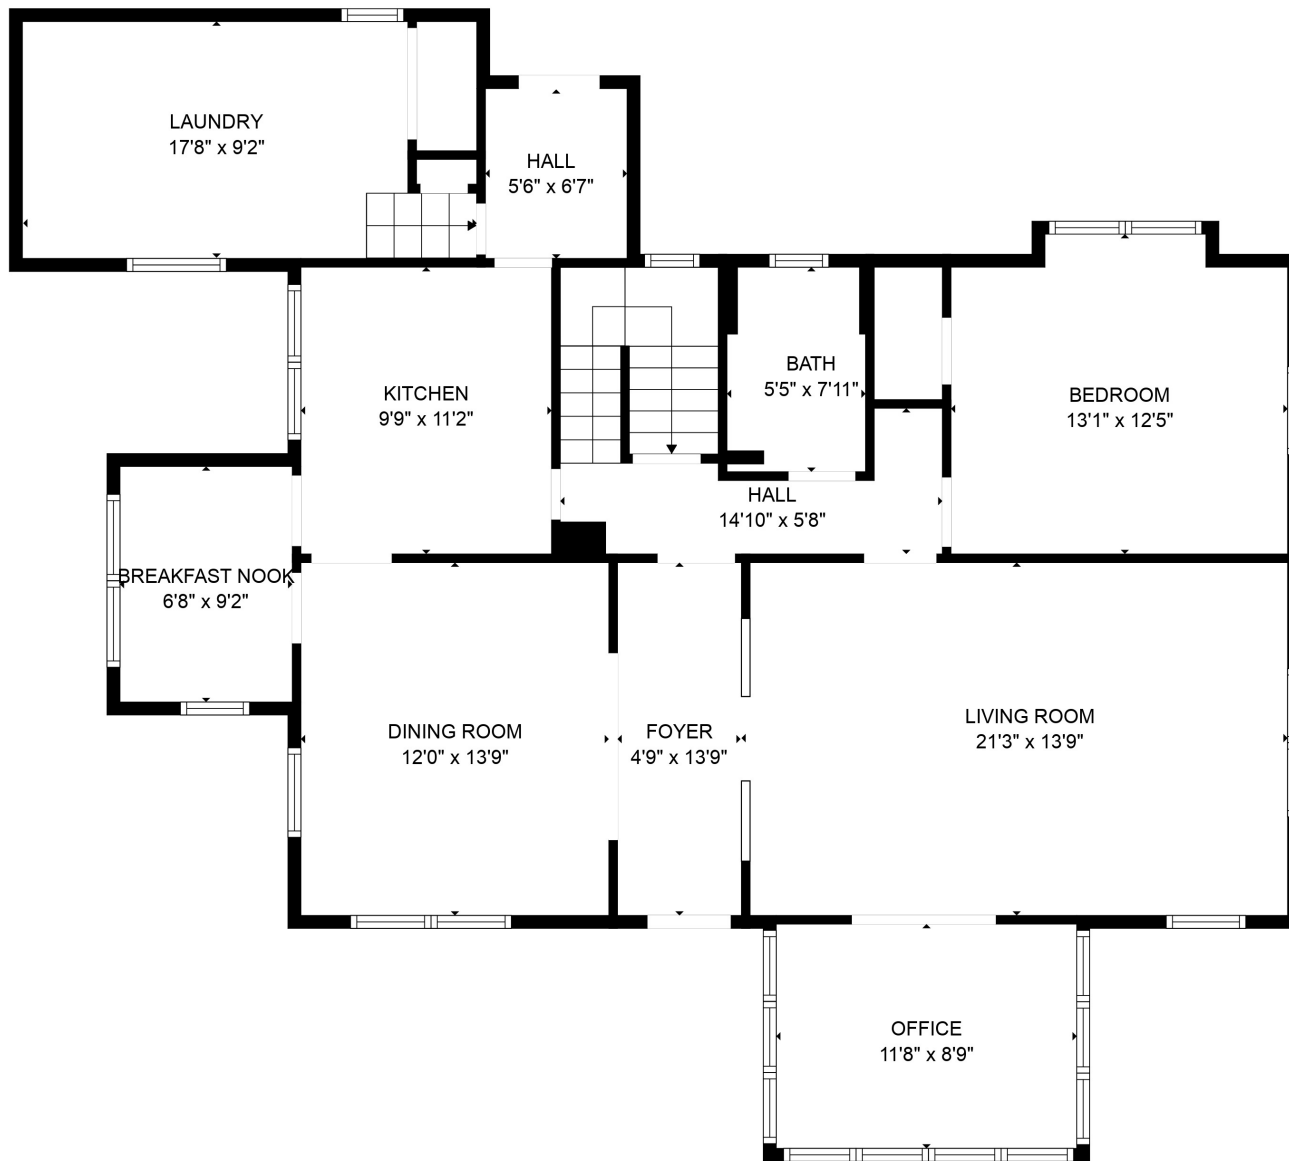 LAUNDRY
17'8" x 9'2"
HALL
5'6" x 6'7"
KITCHEN
9'9" x 11'2"
BATH
5'5" x 7'11"
BEDROOM
13'1" x 12'5"
HALL
14'10" x 5'8"
BREAKFAST NOOK
6'8" x 9'2"
DINING ROOM
12'0" x 13'9"
FOYER
4'9" x 13'9"
LIVING ROOM
21'3" x 13'9"
OFFICE
11'8" x 8'9"